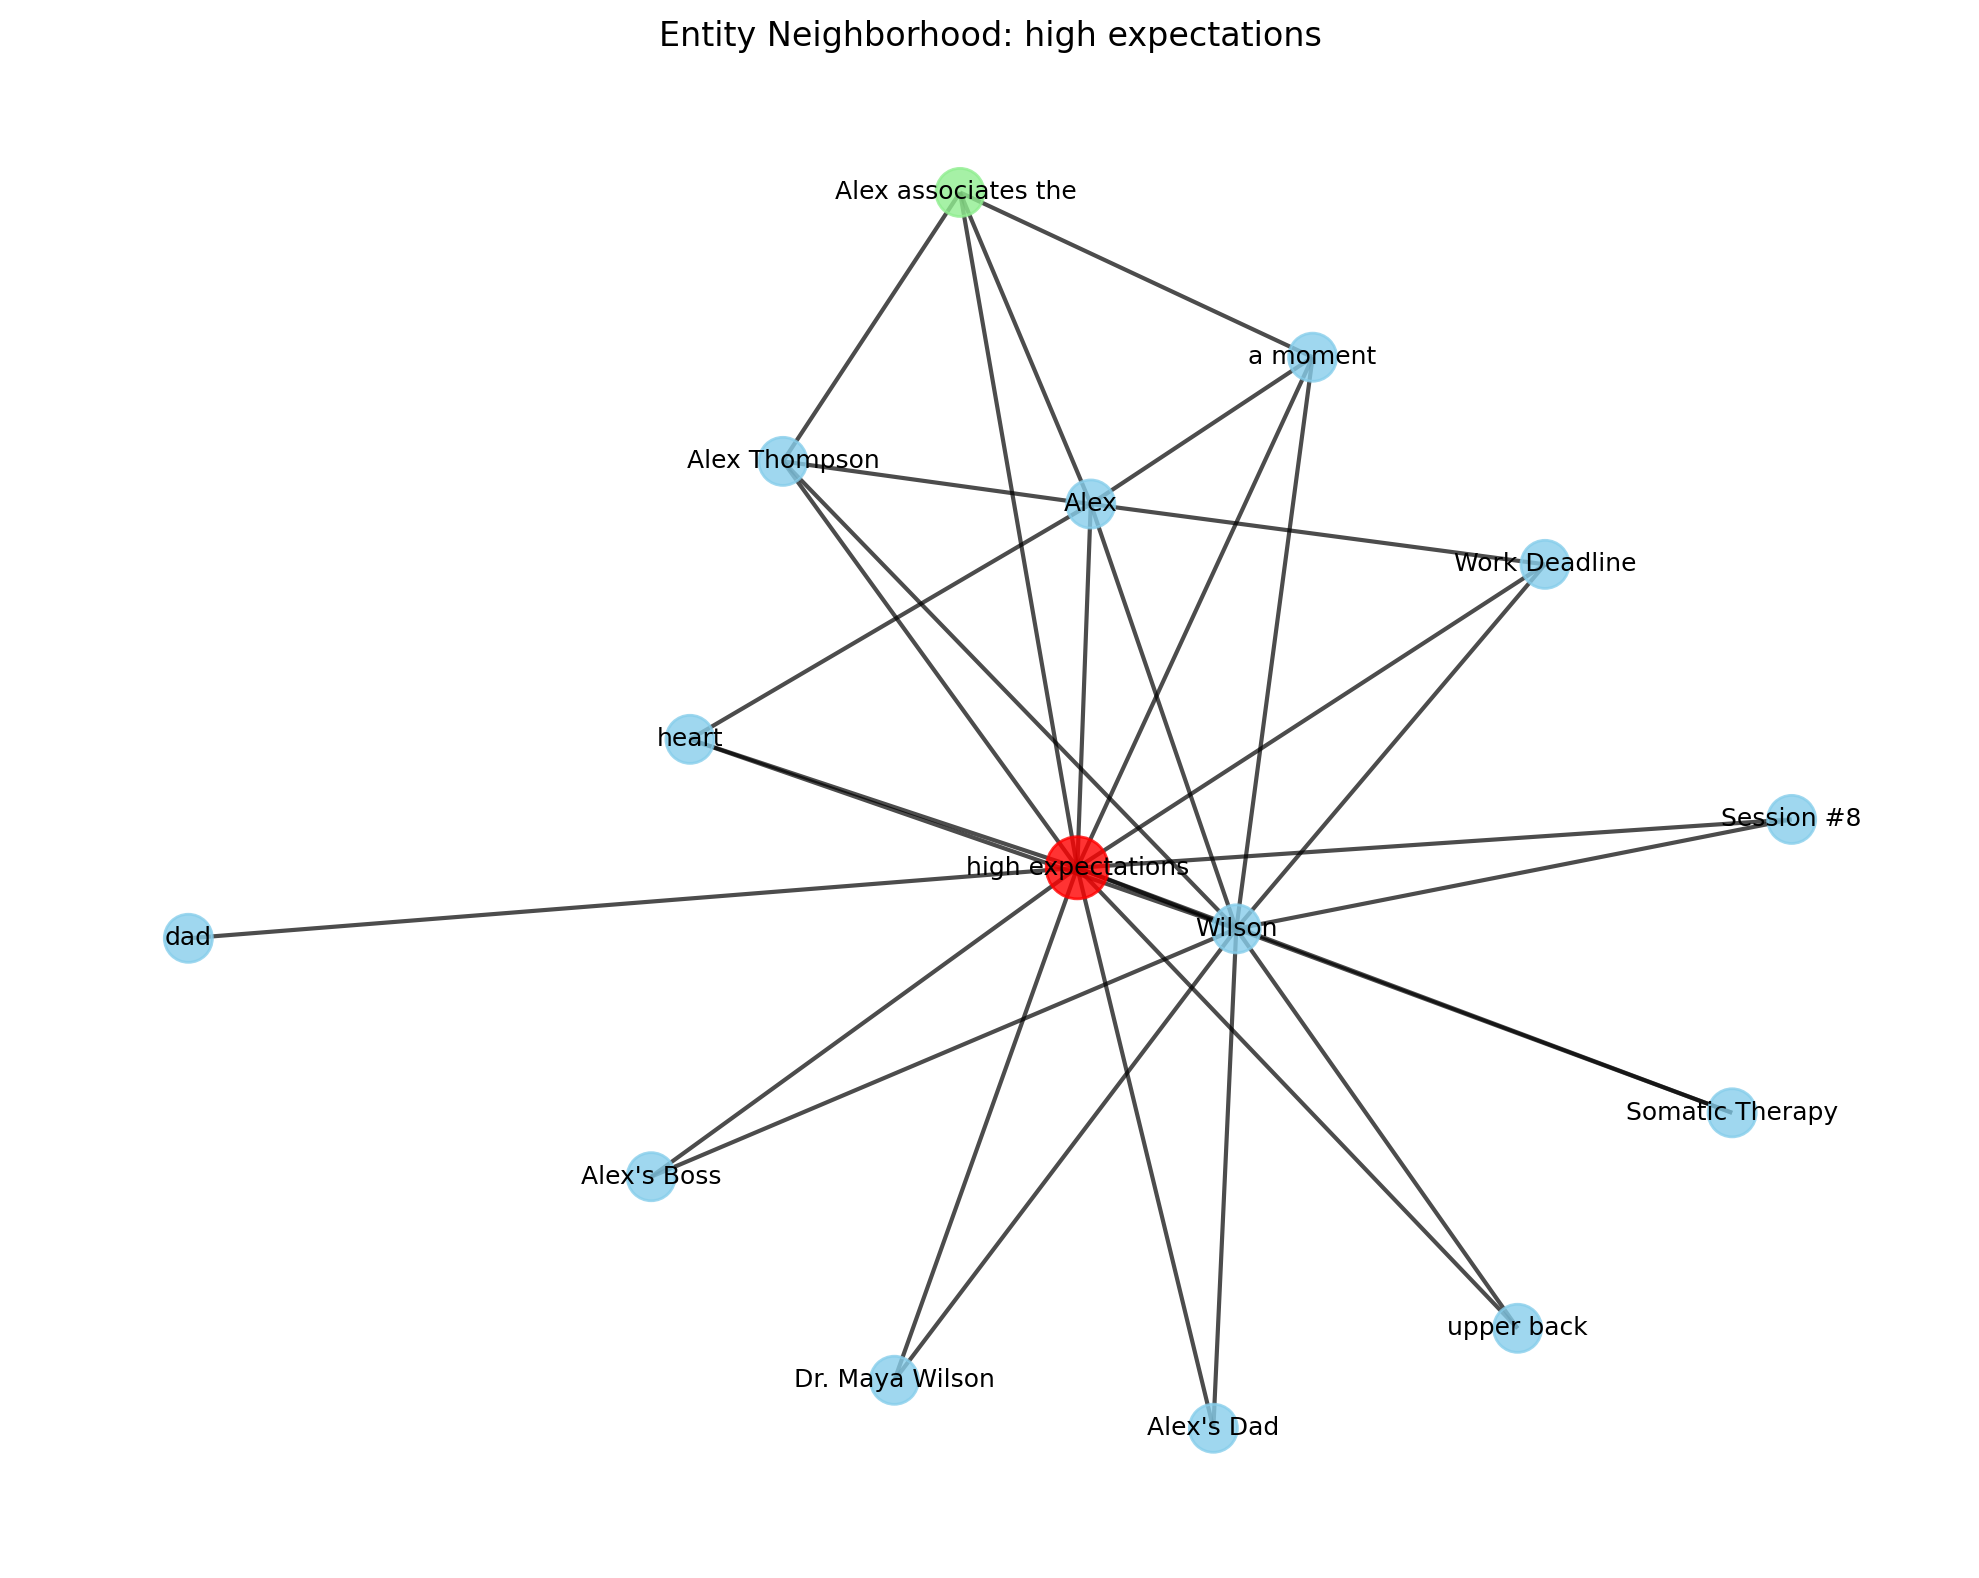 Entity Neighborhood: high expectations
Alex associates the
a moment
Alex Thompson
Alex
Work Deadline
heart
Session #8
high expectations
Wilson
dad
Somatic Therapy
Alex's Boss
upper back
Dr. Maya Wilson
Alex's Dad